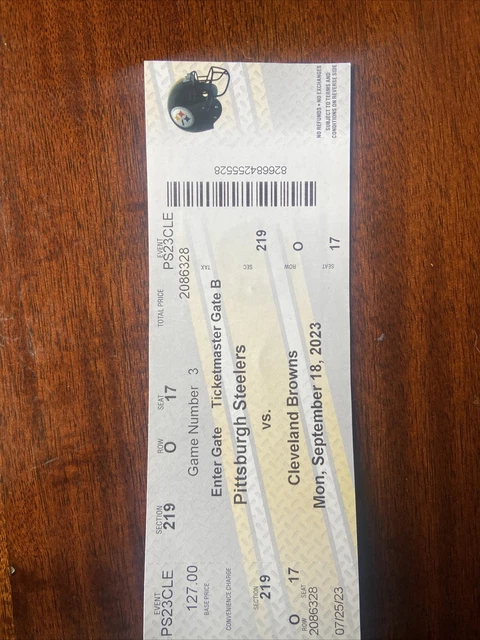 EVENT
PS23CLE
127.00
BASE PRICE
CONVENIENCE CHARGE
SECTION
219
O 17
ROW SEAT
2086328
07/25/23
EVENT SECTION ROW SEAT TOTAL PRICE EVENT
PS23CLE 219 O 17 PS23CLE
Game Number 3 2086328
Enter Gate Ticketmaster Gate B
Pittsburgh Steelers
vs.
Cleveland Browns
Mon, September 18, 2023
TAX
SEC 219
ROW O
SEAT 17
826684255528
NO REFUNDS • NO EXCHANGES
SUBJECT TO TERMS AND
CONDITIONS ON REVERSE SIDE